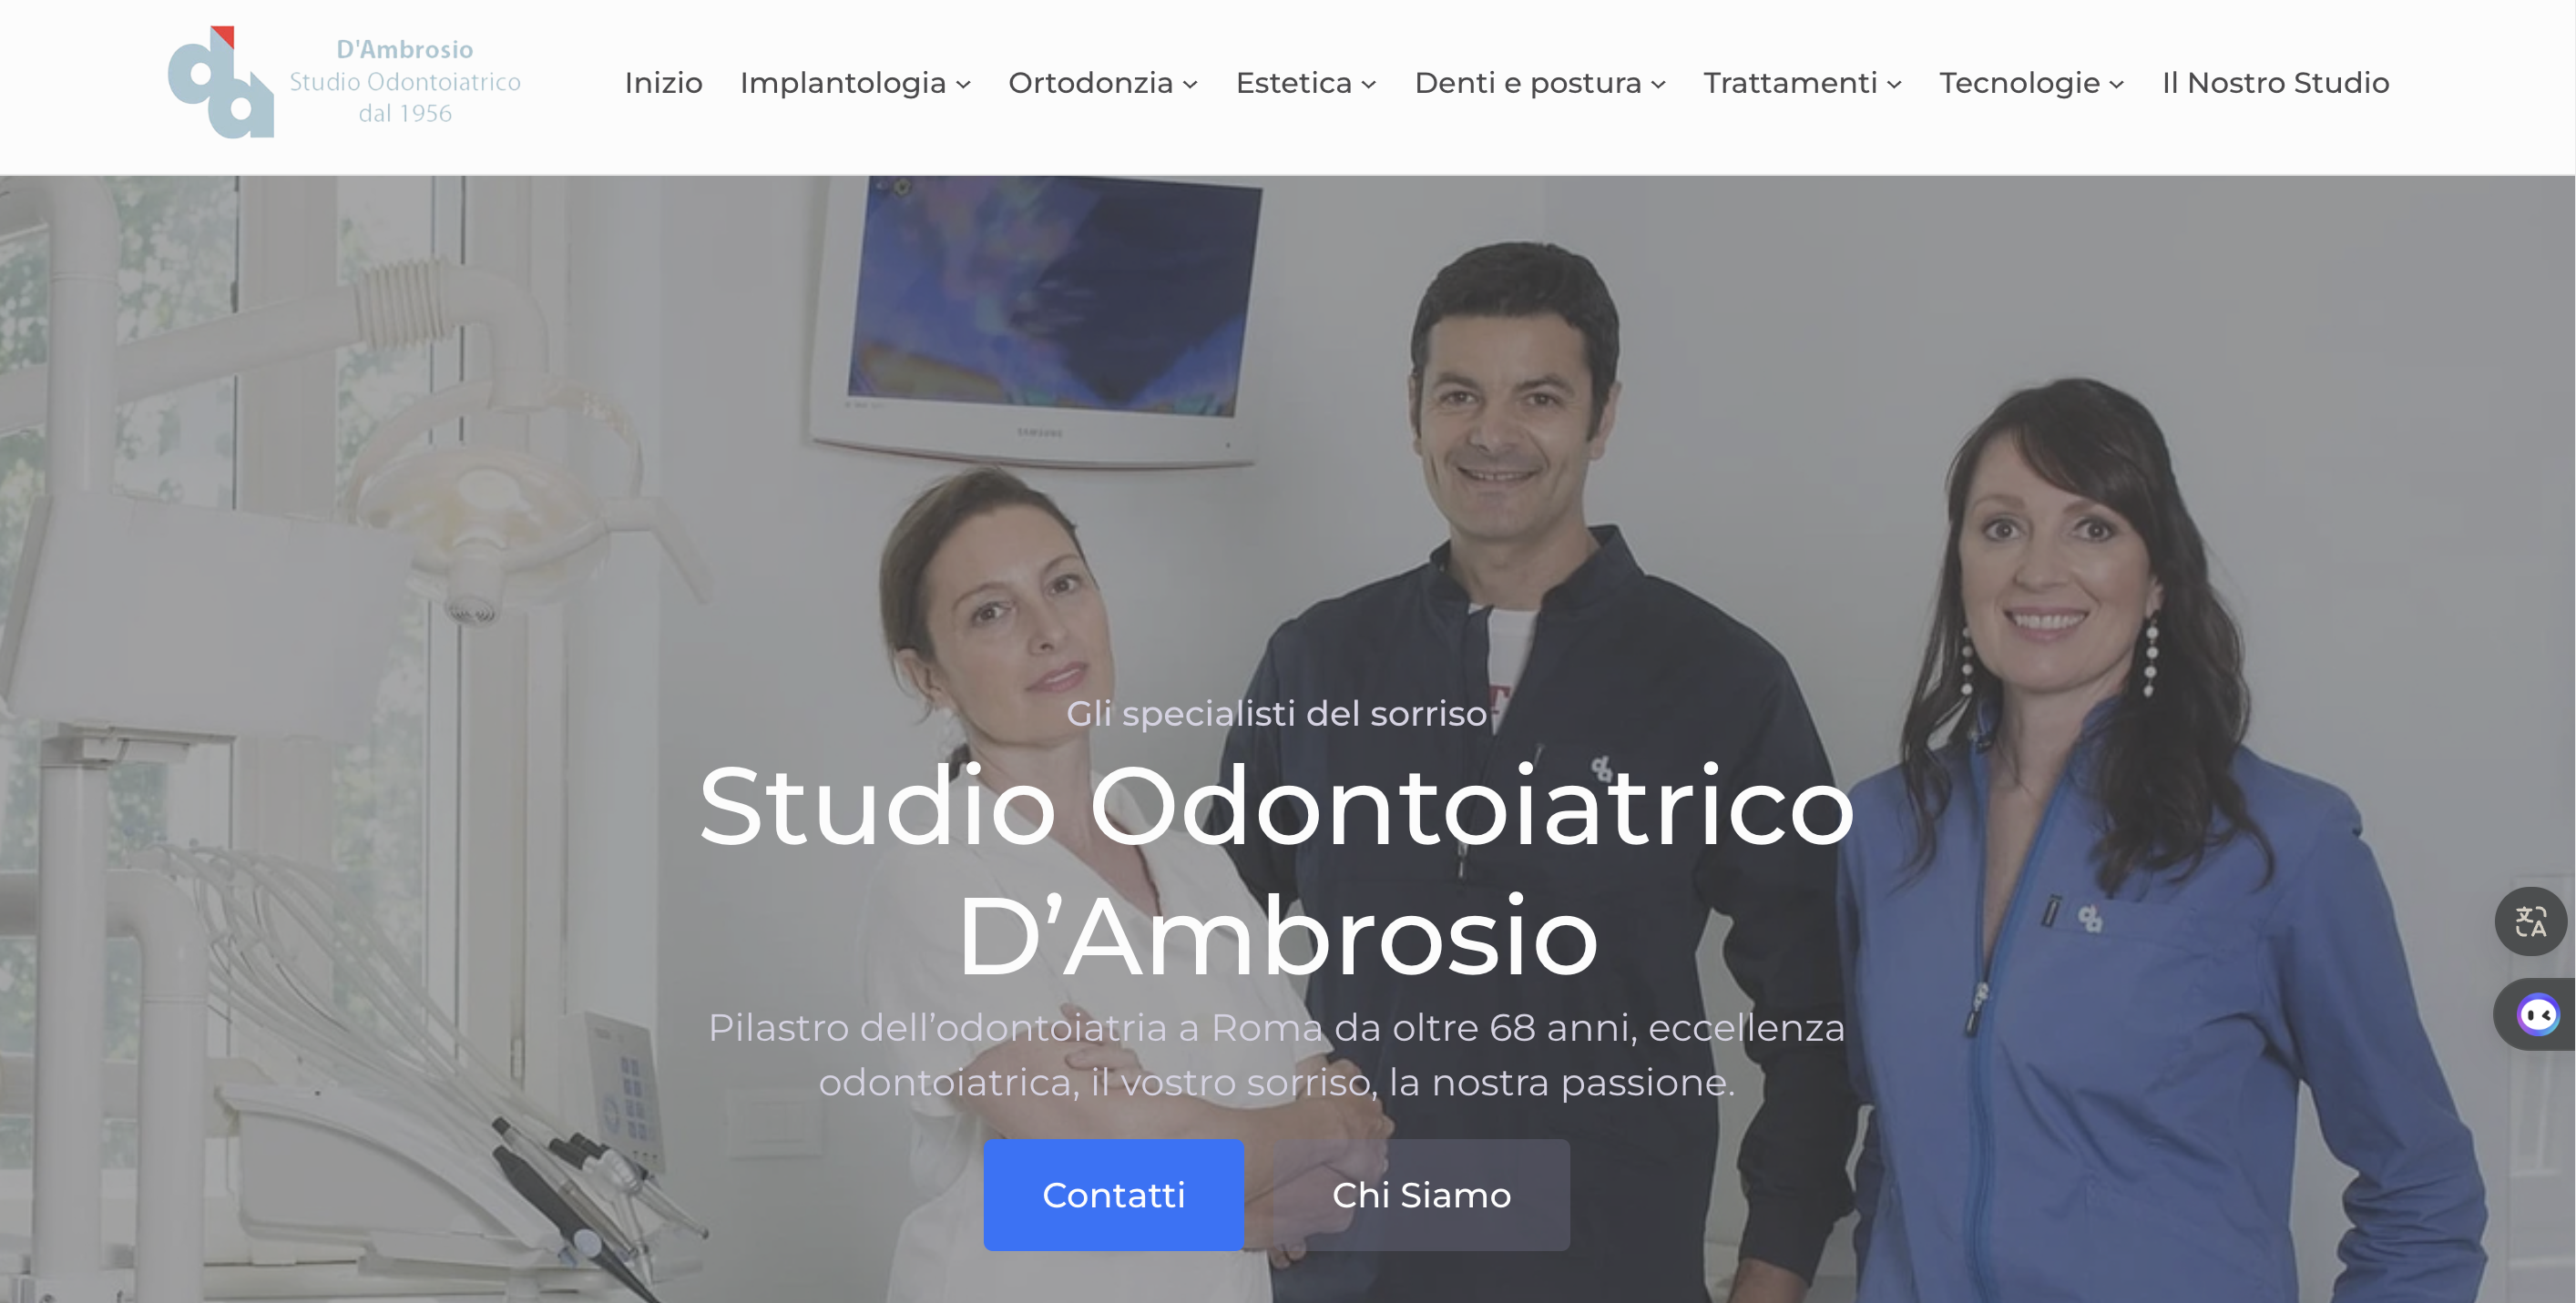 D'Ambrosio
Studio Odontoiatrico
dal 1956
Inizio Implantologia Ortodonzia Estetica Denti e postura Trattamenti Tecnologie Il Nostro Studio
SAMSUNG
Gli specialisti del sorriso
Studio Odontoiatrico
D’Ambrosio
Pilastro dell’odontoiatria a Roma da oltre 68 anni, eccellenza
odontoiatrica, il vostro sorriso, la nostra passione.
Contatti Chi Siamo